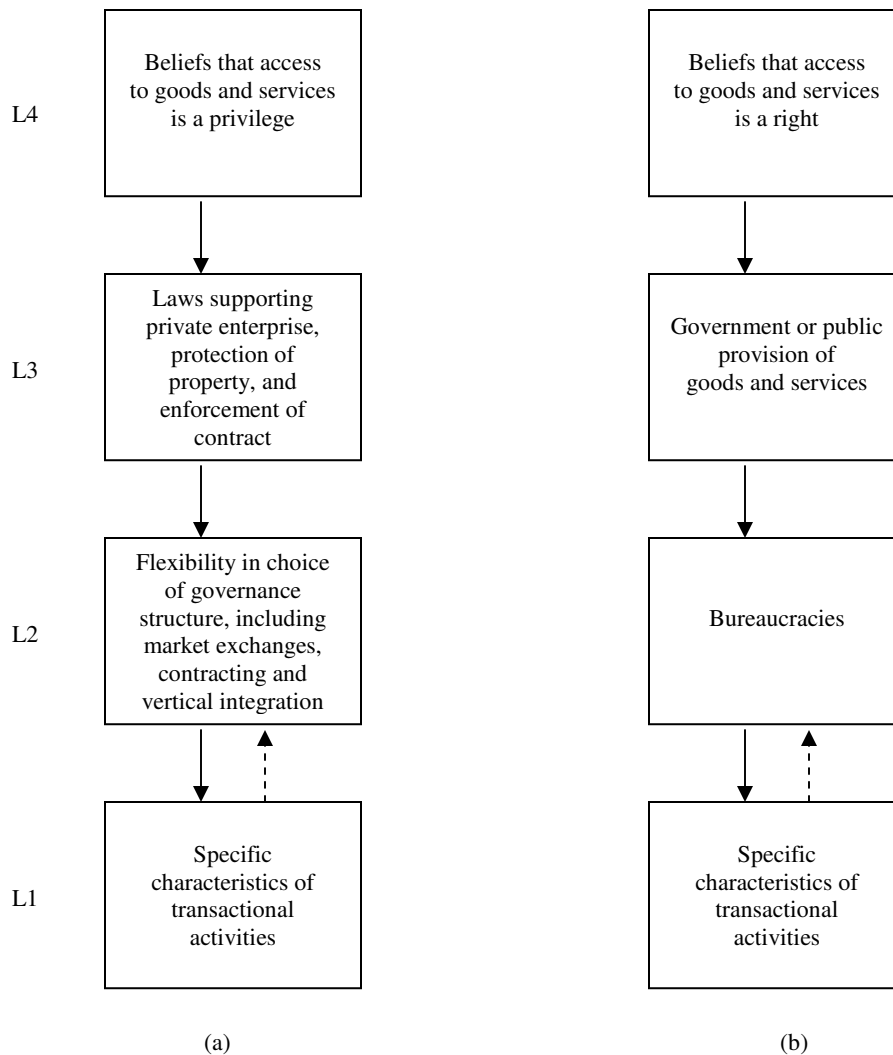 L4
Beliefs that access
to goods and services
is a privilege
Beliefs that access
to goods and services
is a right
L3
Laws supporting
private enterprise,
protection of
property, and
enforcement of
contract
Government or public
provision of
goods and services
L2
Flexibility in choice
of governance
structure, including
market exchanges,
contracting and
vertical integration
Bureaucracies
L1
Specific
characteristics of
transactional
activities
Specific
characteristics of
transactional
activities
(a)
(b)